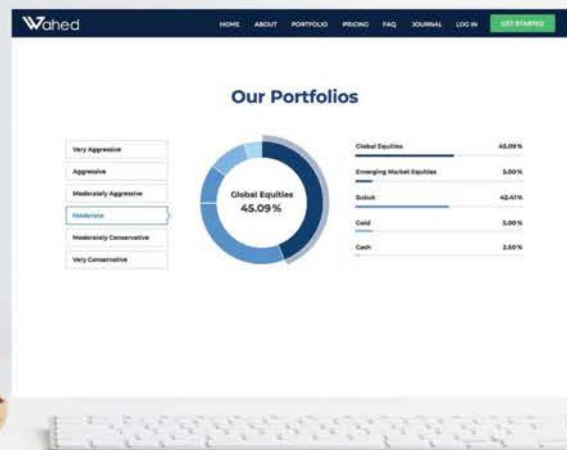 Wahed
HOME ABOUT PORTFOLIO PRICING FAQ JOURNAL LOG IN GET STARTED
Our Portfolios
Very Aggressive
Aggressive
Moderately Aggressive
Moderate
Moderately Conservative
Very Conservative
Global Equities
45.09%
Global Equities 45.09%
Emerging Market Equities 5.00%
Sukuk 42.41%
Gold 5.00%
Cash 2.50%